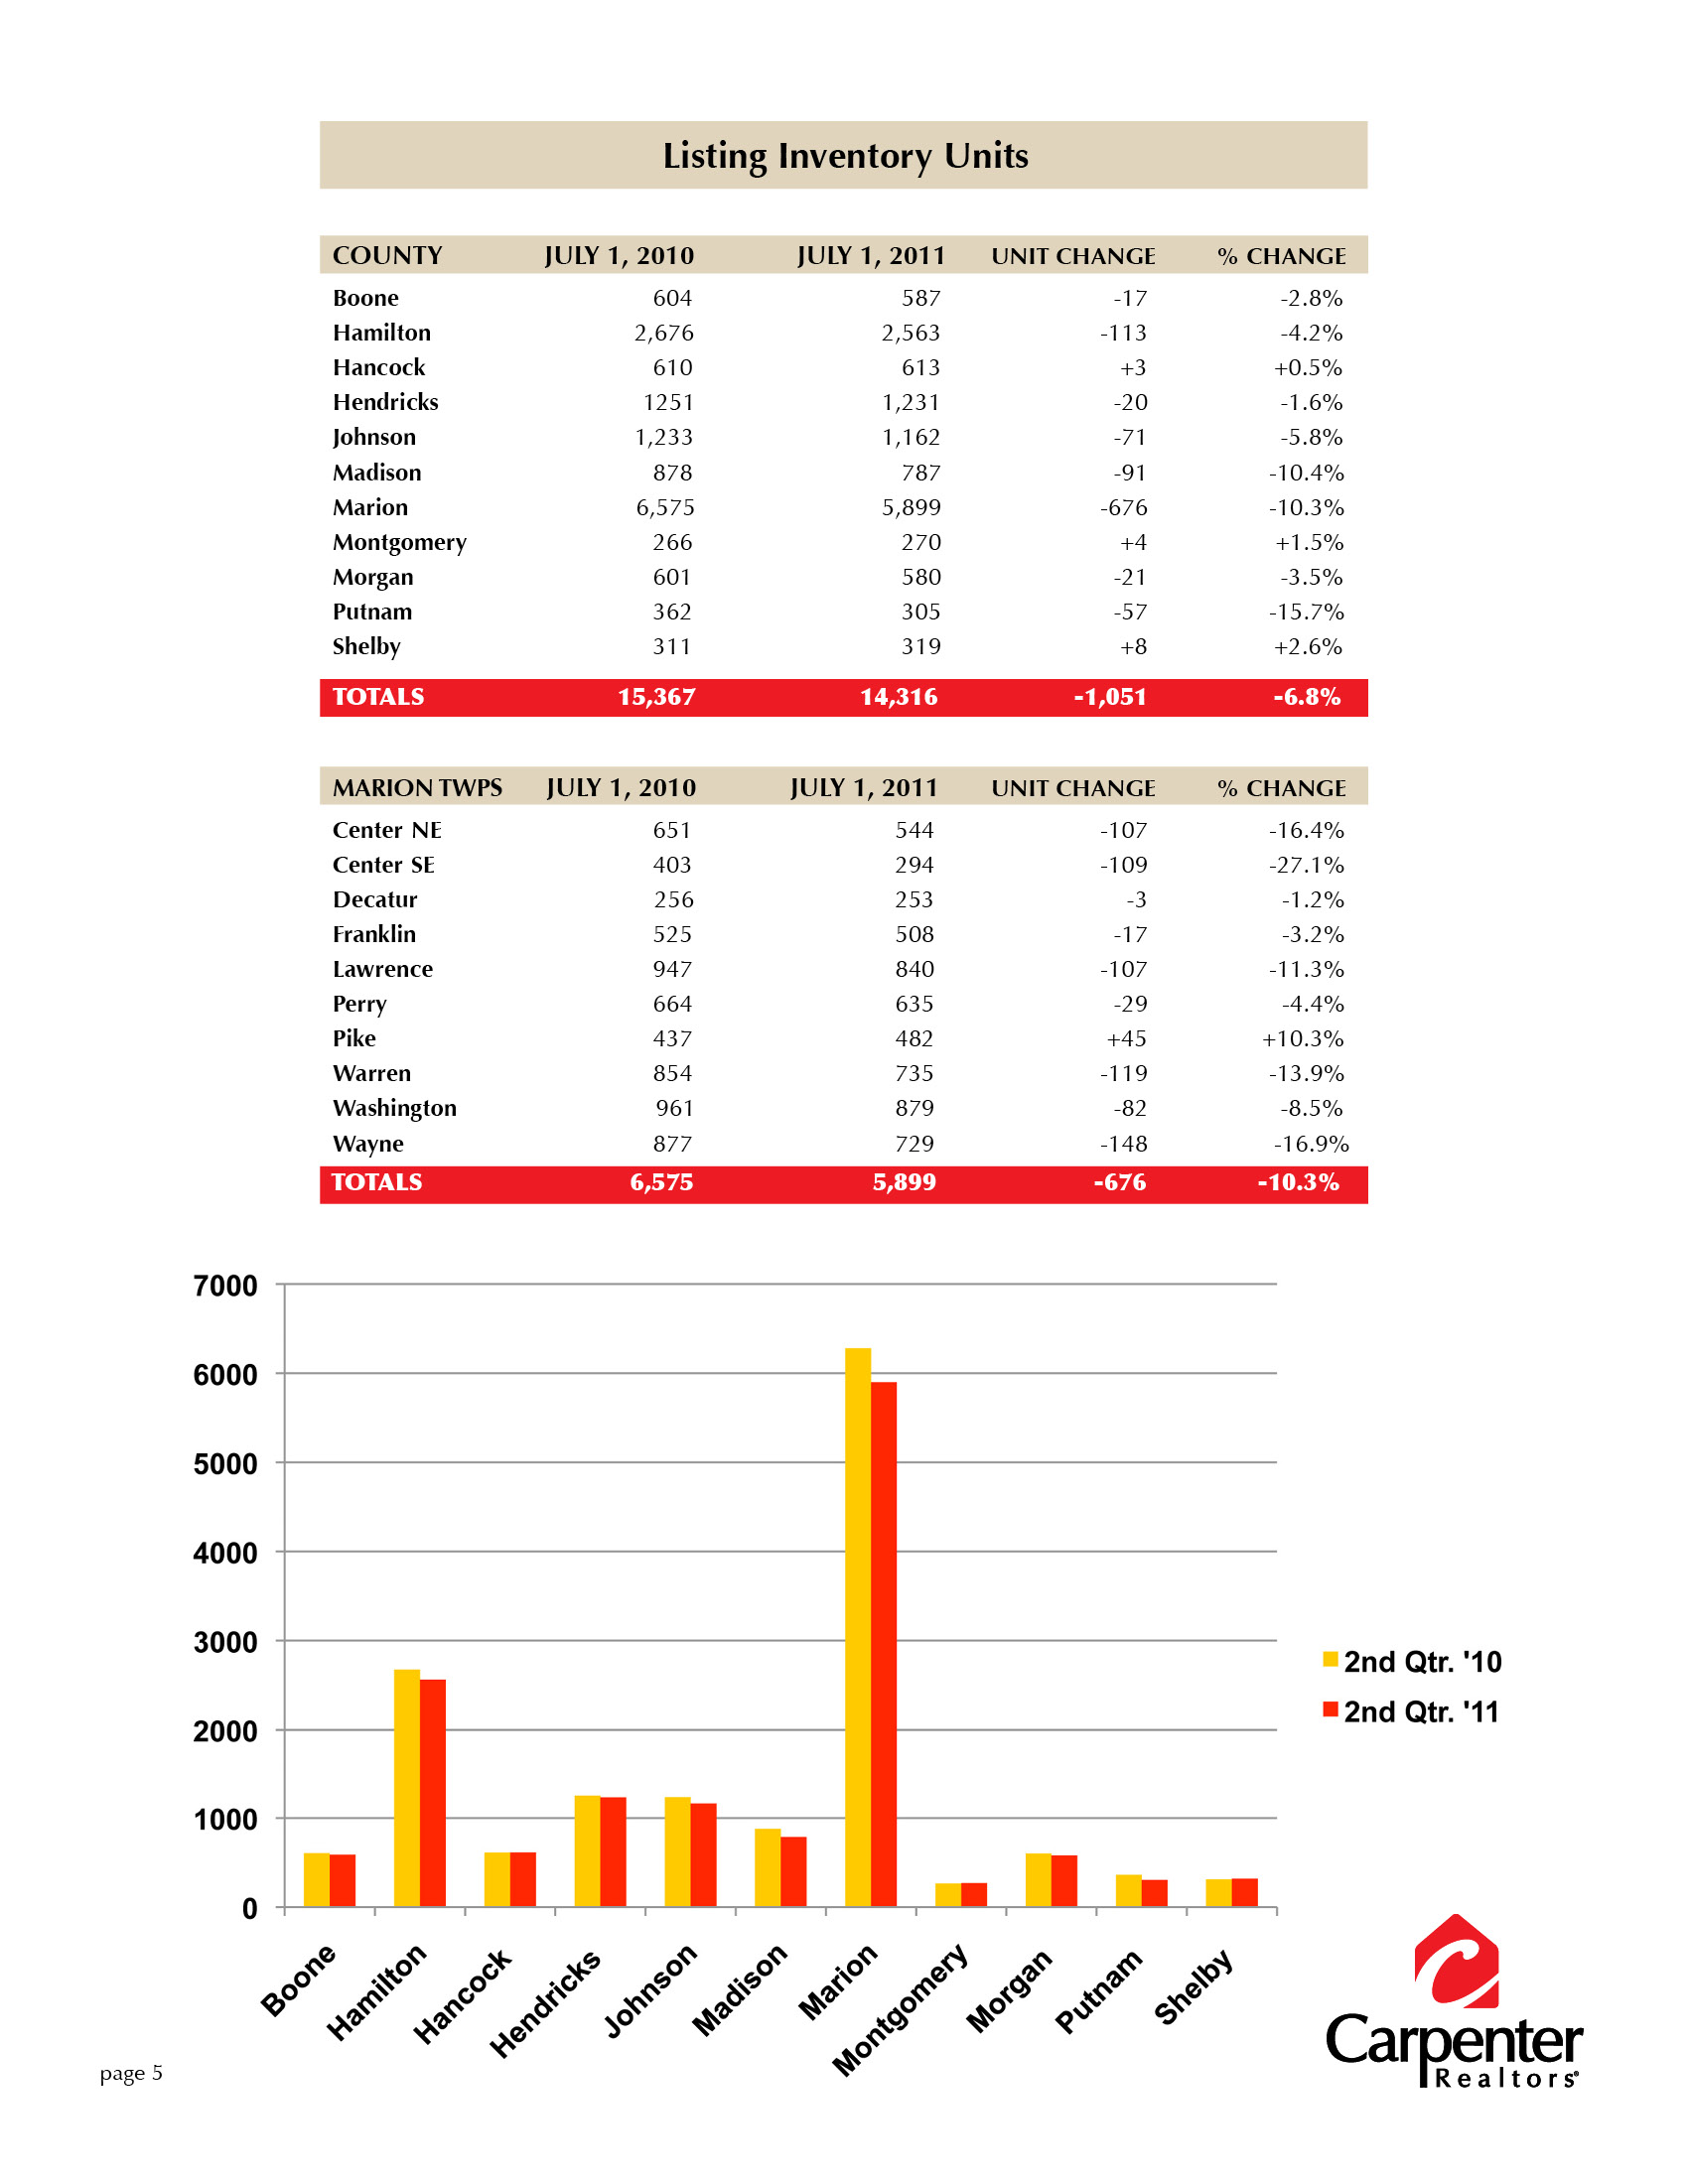 Listing Inventory Units
COUNTY JULY 1, 2010 JULY 1, 2011 UNIT CHANGE % CHANGE
Boone 604 587 -17 -2.8%
Hamilton 2,676 2,563 -113 -4.2%
Hancock 610 613 +3 +0.5%
Hendricks 1251 1,231 -20 -1.6%
Johnson 1,233 1,162 -71 -5.8%
Madison 878 787 -91 -10.4%
Marion 6,575 5,899 -676 -10.3%
Montgomery 266 270 +4 +1.5%
Morgan 601 580 -21 -3.5%
Putnam 362 305 -57 -15.7%
Shelby 311 319 +8 +2.6%
TOTALS 15,367 14,316 -1,051 -6.8%
MARION TWPS JULY 1, 2010 JULY 1, 2011 UNIT CHANGE % CHANGE
Center NE 651 544 -107 -16.4%
Center SE 403 294 -109 -27.1%
Decatur 256 253 -3 -1.2%
Franklin 525 508 -17 -3.2%
Lawrence 947 840 -107 -11.3%
Perry 664 635 -29 -4.4%
Pike 437 482 +45 +10.3%
Warren 854 735 -119 -13.9%
Washington 961 879 -82 -8.5%
Wayne 877 729 -148 -16.9%
TOTALS 6,575 5,899 -676 -10.3%
7000
6000
5000
4000
3000
2000
1000
0
2nd Qtr. '10
2nd Qtr. '11
Boone Hamilton Hancock Hendricks Johnson Madison Marion Montgomery Morgan Putnam Shelby
Carpenter
Realtors®
page 5